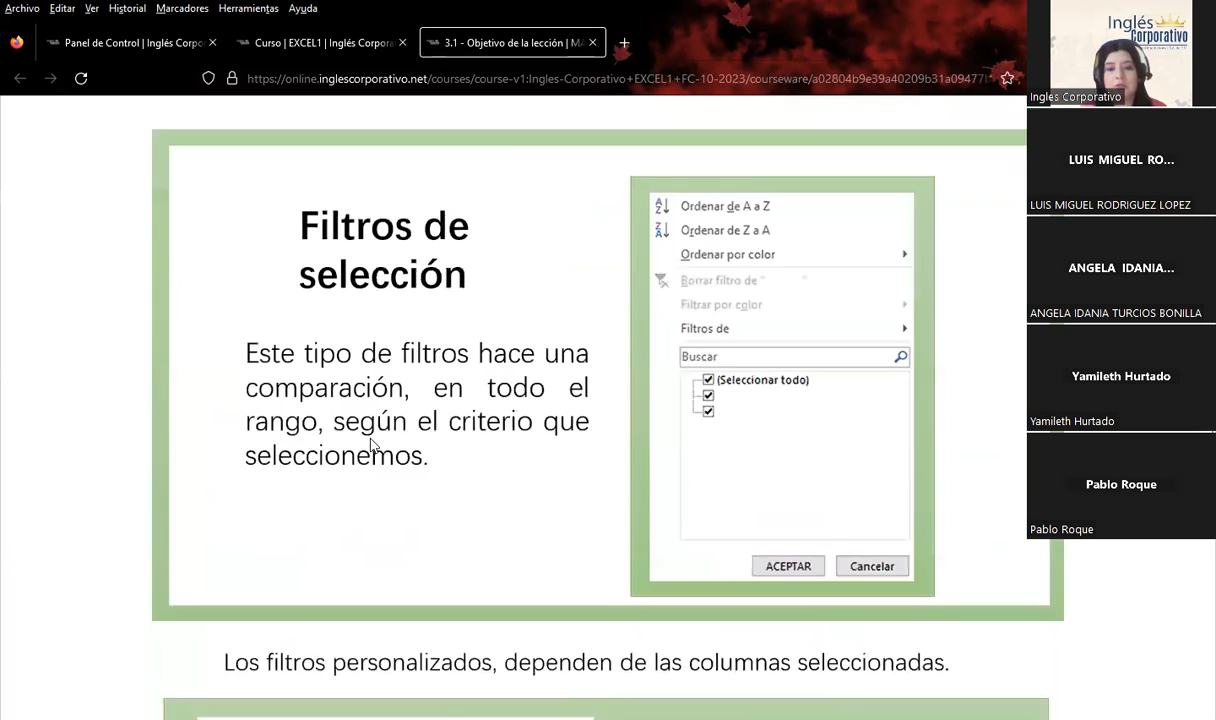 Archivo Editar Ver Historial Marcadores Herramientas Ayuda
Panel de Control | Inglés Corpo
Curso | EXCEL1 | Inglés Corpora
3.1 - Objetivo de la lección | MA
https://online.inglescorporativo.net/courses/course-v1:Ingles-Corporativo+EXCEL1+FC-10-2023/courseware/a02804b9e39a40209b31a09477
Filtros de
selección
Este tipo de filtros hace una
comparación, en todo el
rango, según el criterio que
seleccionemos.
Ordenar de A a Z
Ordenar de Z a A
Ordenar por color
Borrar filtro de " "
Filtrar por color
Filtros de
Buscar
(Seleccionar todo)
ACEPTAR Cancelar
Los filtros personalizados, dependen de las columnas seleccionadas.
Inglés
Corporativo
Ingles Corporativo
LUIS MIGUEL RO...
LUIS MIGUEL RODRIGUEZ LOPEZ
ANGELA IDANIA...
ANGELA IDANIA TURCIOS BONILLA
Yamileth Hurtado
Yamileth Hurtado
Pablo Roque
Pablo Roque